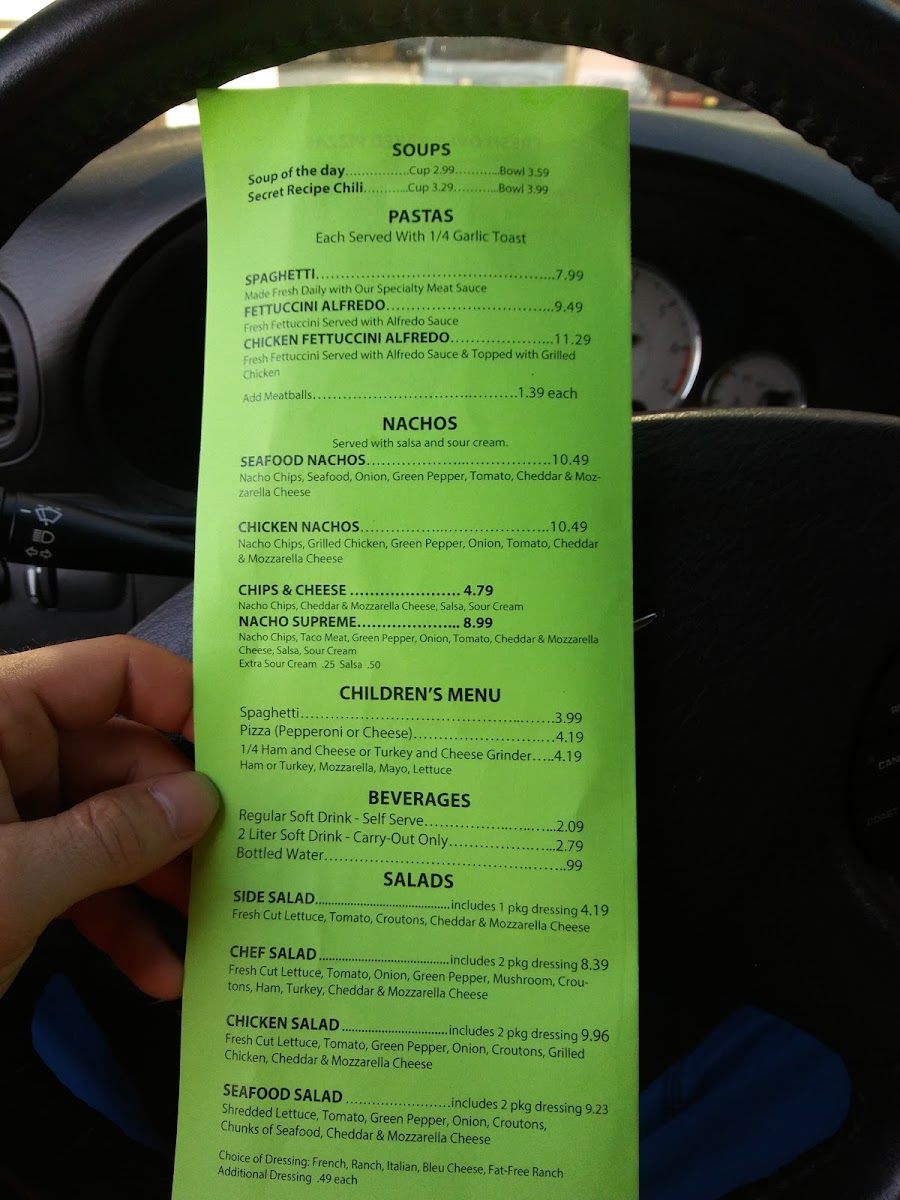 SOUPS
Soup of the day................Cup 2.99...........Bowl 3.59
Secret Recipe Chili...........Cup 3.29...........Bowl 3.99
PASTAS
Each Served With 1/4 Garlic Toast
SPAGHETTI................................................7.99
Made Fresh Daily with Our Specialty Meat Sauce
FETTUCCINI ALFREDO...................................9.49
Fresh Fettuccini Served with Alfredo Sauce
CHICKEN FETTUCCINI ALFREDO.....................11.29
Fresh Fettuccini Served with Alfredo Sauce & Topped with Grilled
Chicken
Add Meatballs..........................................1.39 each
NACHOS
Served with salsa and sour cream.
SEAFOOD NACHOS.......................................10.49
Nacho Chips, Seafood, Onion, Green Pepper, Tomato, Cheddar & Moz-
zarella Cheese
CHICKEN NACHOS.......................................10.49
Nacho Chips, Grilled Chicken, Green Pepper, Onion, Tomato, Cheddar
& Mozzarella Cheese
CHIPS & CHEESE ..................... 4.79
Nacho Chips, Cheddar & Mozzarella Cheese, Salsa, Sour Cream
NACHO SUPREME.................... 8.99
Nacho Chips, Taco Meat, Green Pepper, Onion, Tomato, Cheddar & Mozzarella
Cheese, Salsa, Sour Cream
Extra Sour Cream .25 Salsa .50
CHILDREN'S MENU
Spaghetti................................................3.99
Pizza (Pepperoni or Cheese)...........................4.19
1/4 Ham and Cheese or Turkey and Cheese Grinder.....4.19
Ham or Turkey, Mozzarella, Mayo, Lettuce
BEVERAGES
Regular Soft Drink - Self Serve........................2.09
2 Liter Soft Drink - Carry-Out Only.....................2.79
Bottled Water.............................................99
SALADS
SIDE SALAD............................................includes 1 pkg dressing 4.19
Fresh Cut Lettuce, Tomato, Croutons, Cheddar & Mozzarella Cheese
CHEF SALAD ..........................................includes 2 pkg dressing 8.39
Fresh Cut Lettuce, Tomato, Onion, Green Pepper, Mushroom, Crou-
tons, Ham, Turkey, Cheddar & Mozzarella Cheese
CHICKEN SALAD .................................includes 2 pkg dressing 9.96
Fresh Cut Lettuce, Tomato, Green Pepper, Onion, Croutons, Grilled
Chicken, Cheddar & Mozzarella Cheese
SEAFOOD SALAD ........................includes 2 pkg dressing 9.23
Shredded Lettuce, Tomato, Green Pepper, Onion, Croutons,
Chunks of Seafood, Cheddar & Mozzarella Cheese
Choice of Dressing: French, Ranch, Italian, Bleu Cheese, Fat-Free Ranch
Additional Dressing .49 each